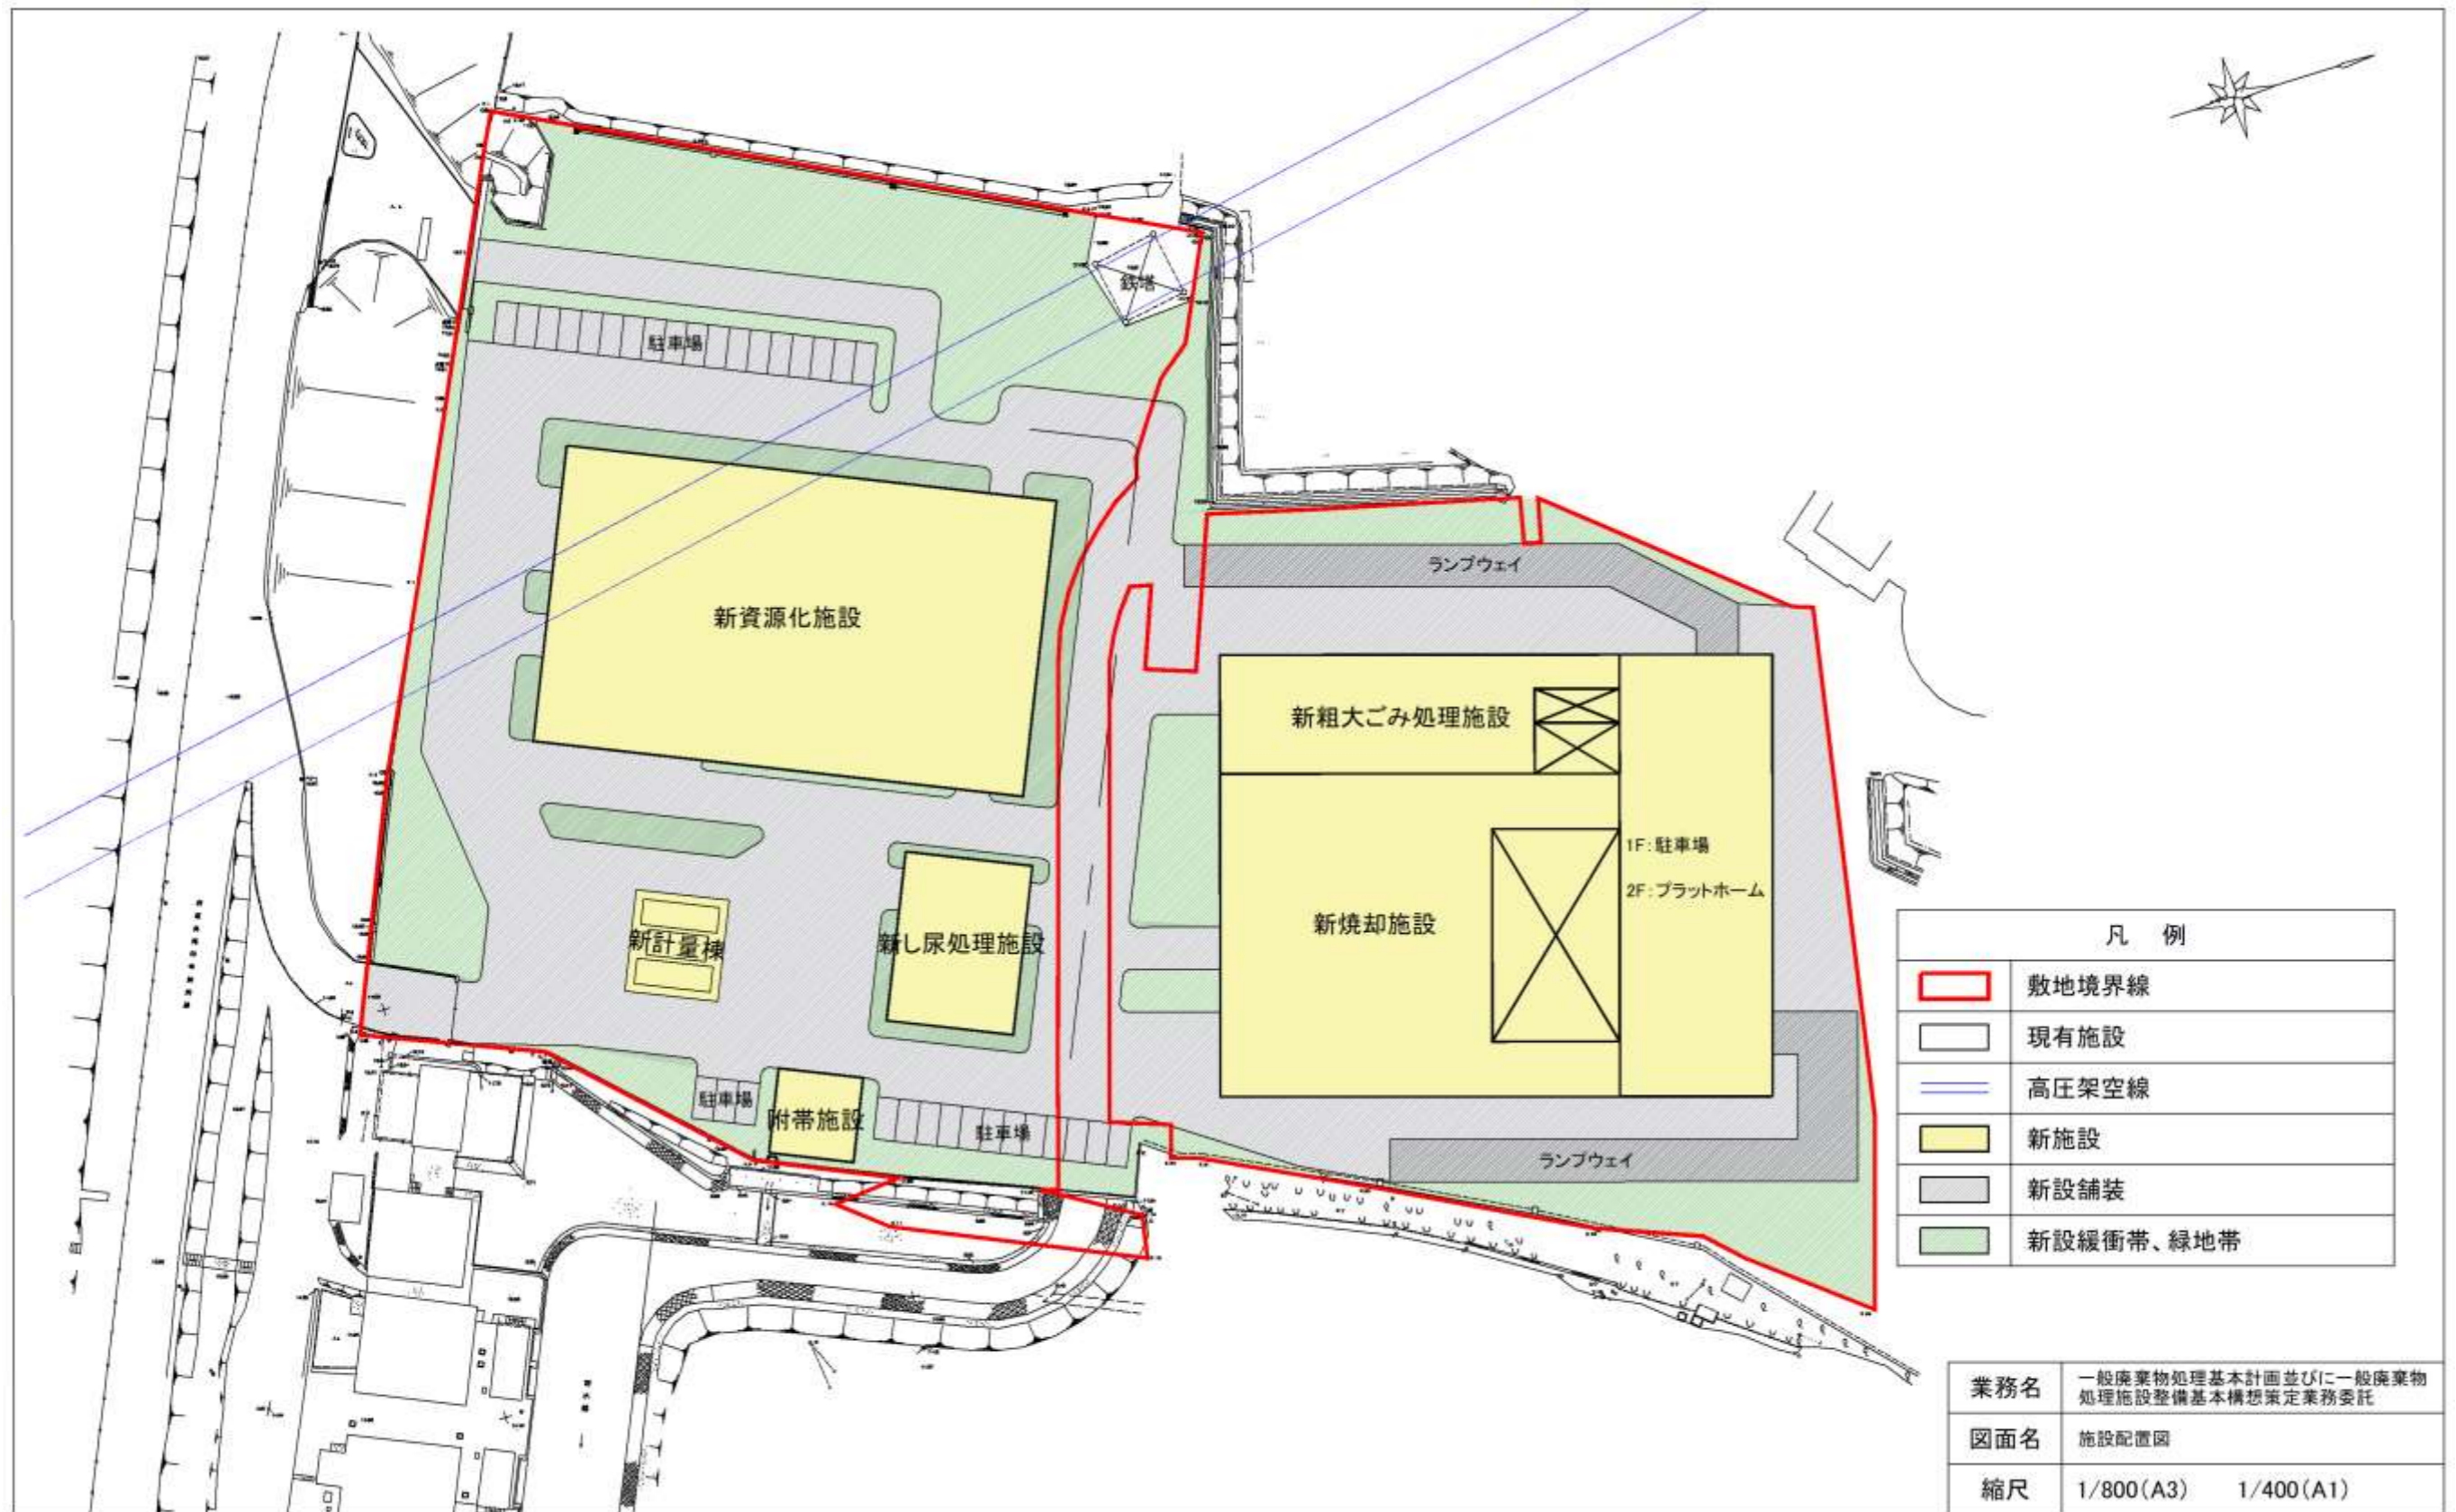 鉄塔
駐車場
ランプウェイ
新資源化施設
新粗大ごみ処理施設
1F:駐車場
2F:プラットホーム
新焼却施設
新計量棟
新し尿処理施設
駐車場
附帯施設
駐車場
ランプウェイ
凡 例
敷地境界線
現有施設
高圧架空線
新施設
新設舗装
新設緩衝帯、緑地帯
業務名
一般廃棄物処理基本計画並びに一般廃棄物
処理施設整備基本構想策定業務委託
図面名
施設配置図
縮尺
1/800(A3) 1/400(A1)